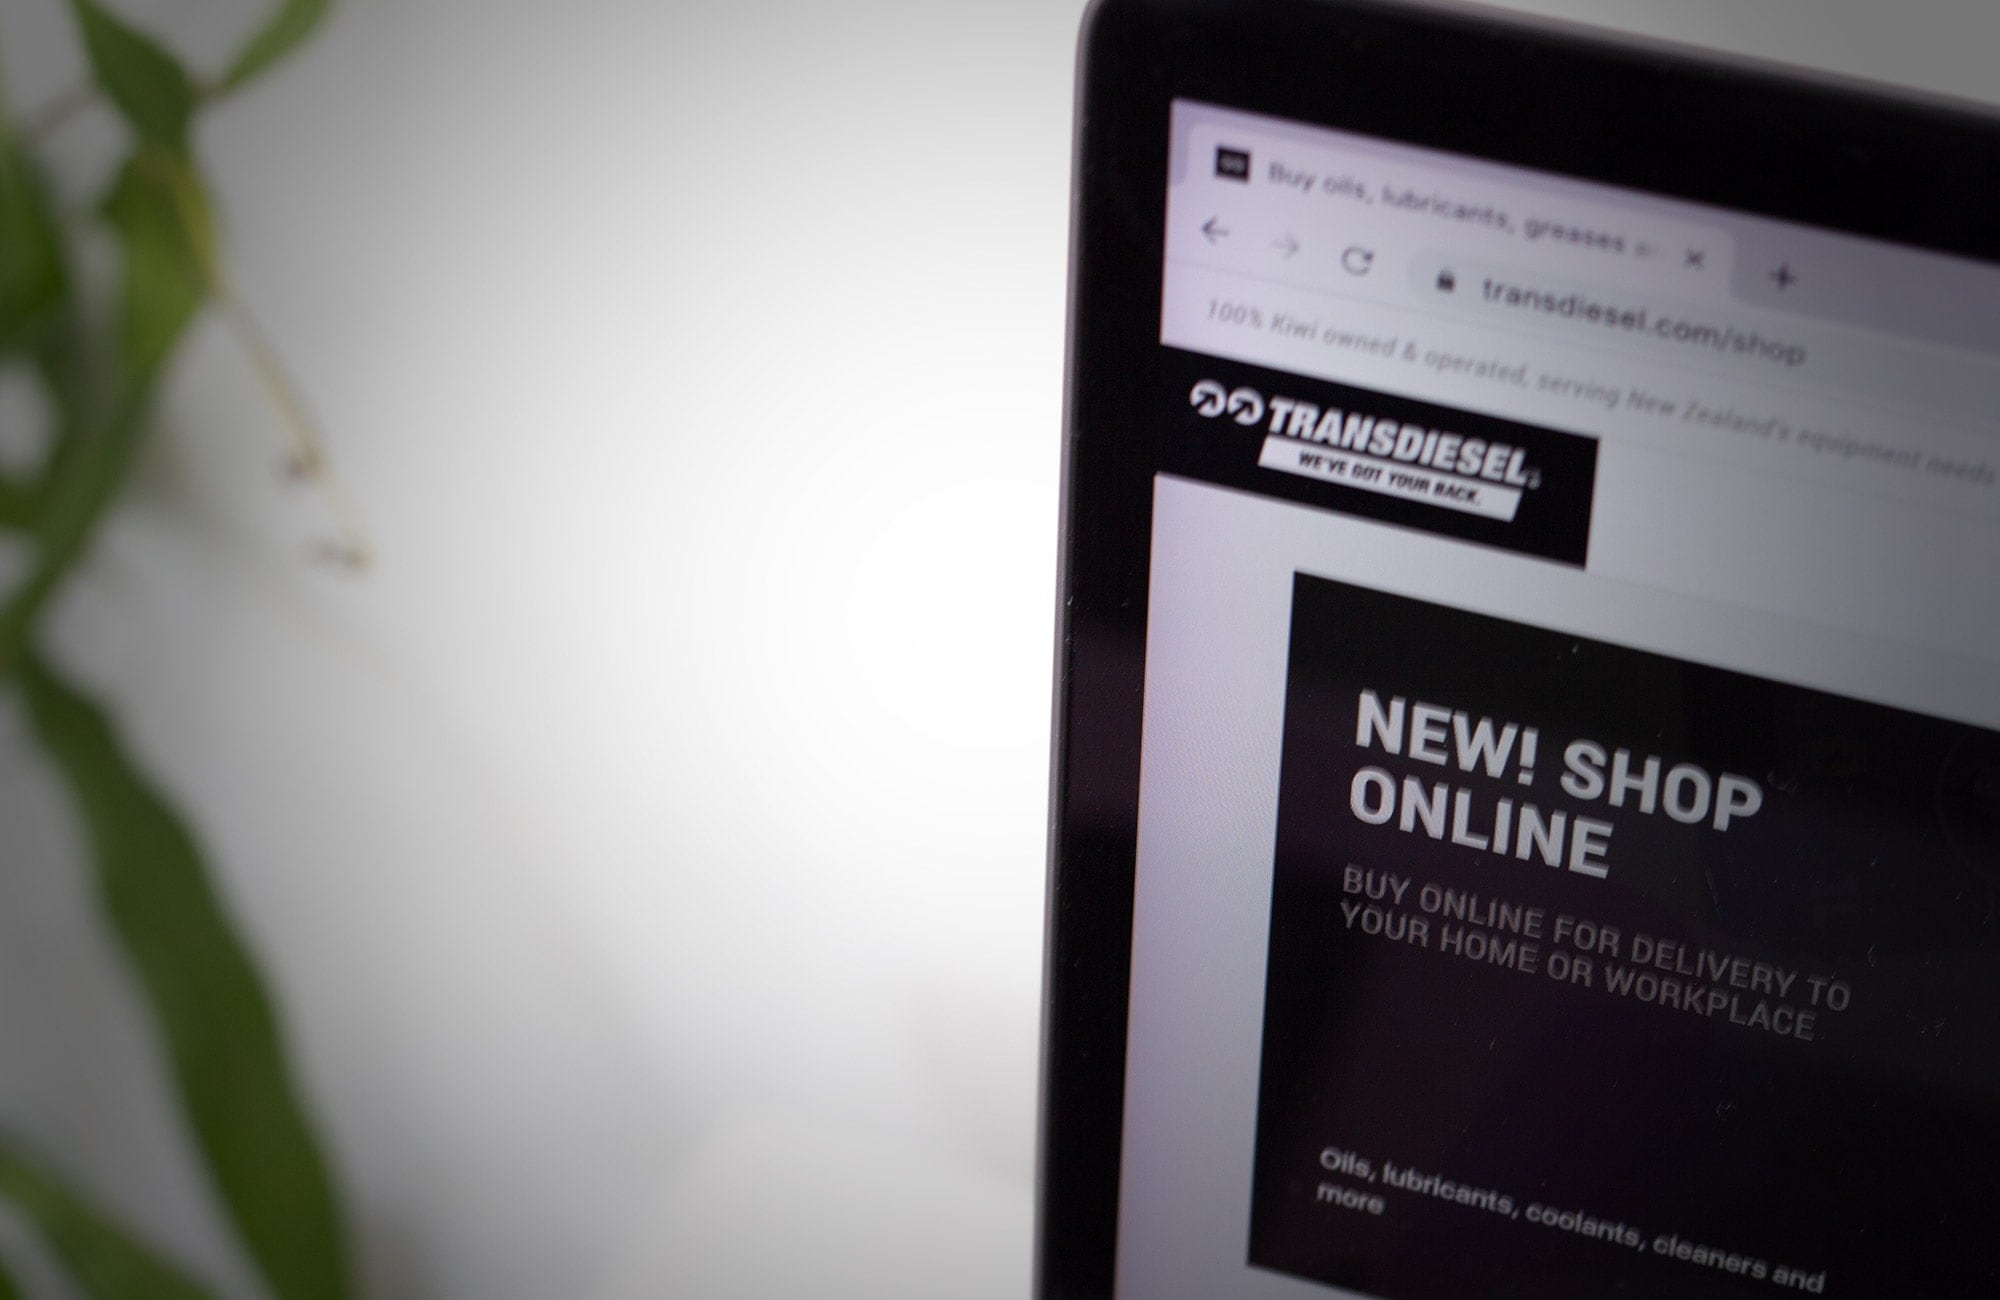 Buy oils, lubricants, greases
transdiesel.com/shop
100% Kiwi owned & operated, serving New Zealand's equipment needs
TRANSDIESEL
WE'VE GOT YOUR BACK.
NEW! SHOP
ONLINE
BUY ONLINE FOR DELIVERY TO
YOUR HOME OR WORKPLACE
Oils, lubricants, coolants, cleaners and
more